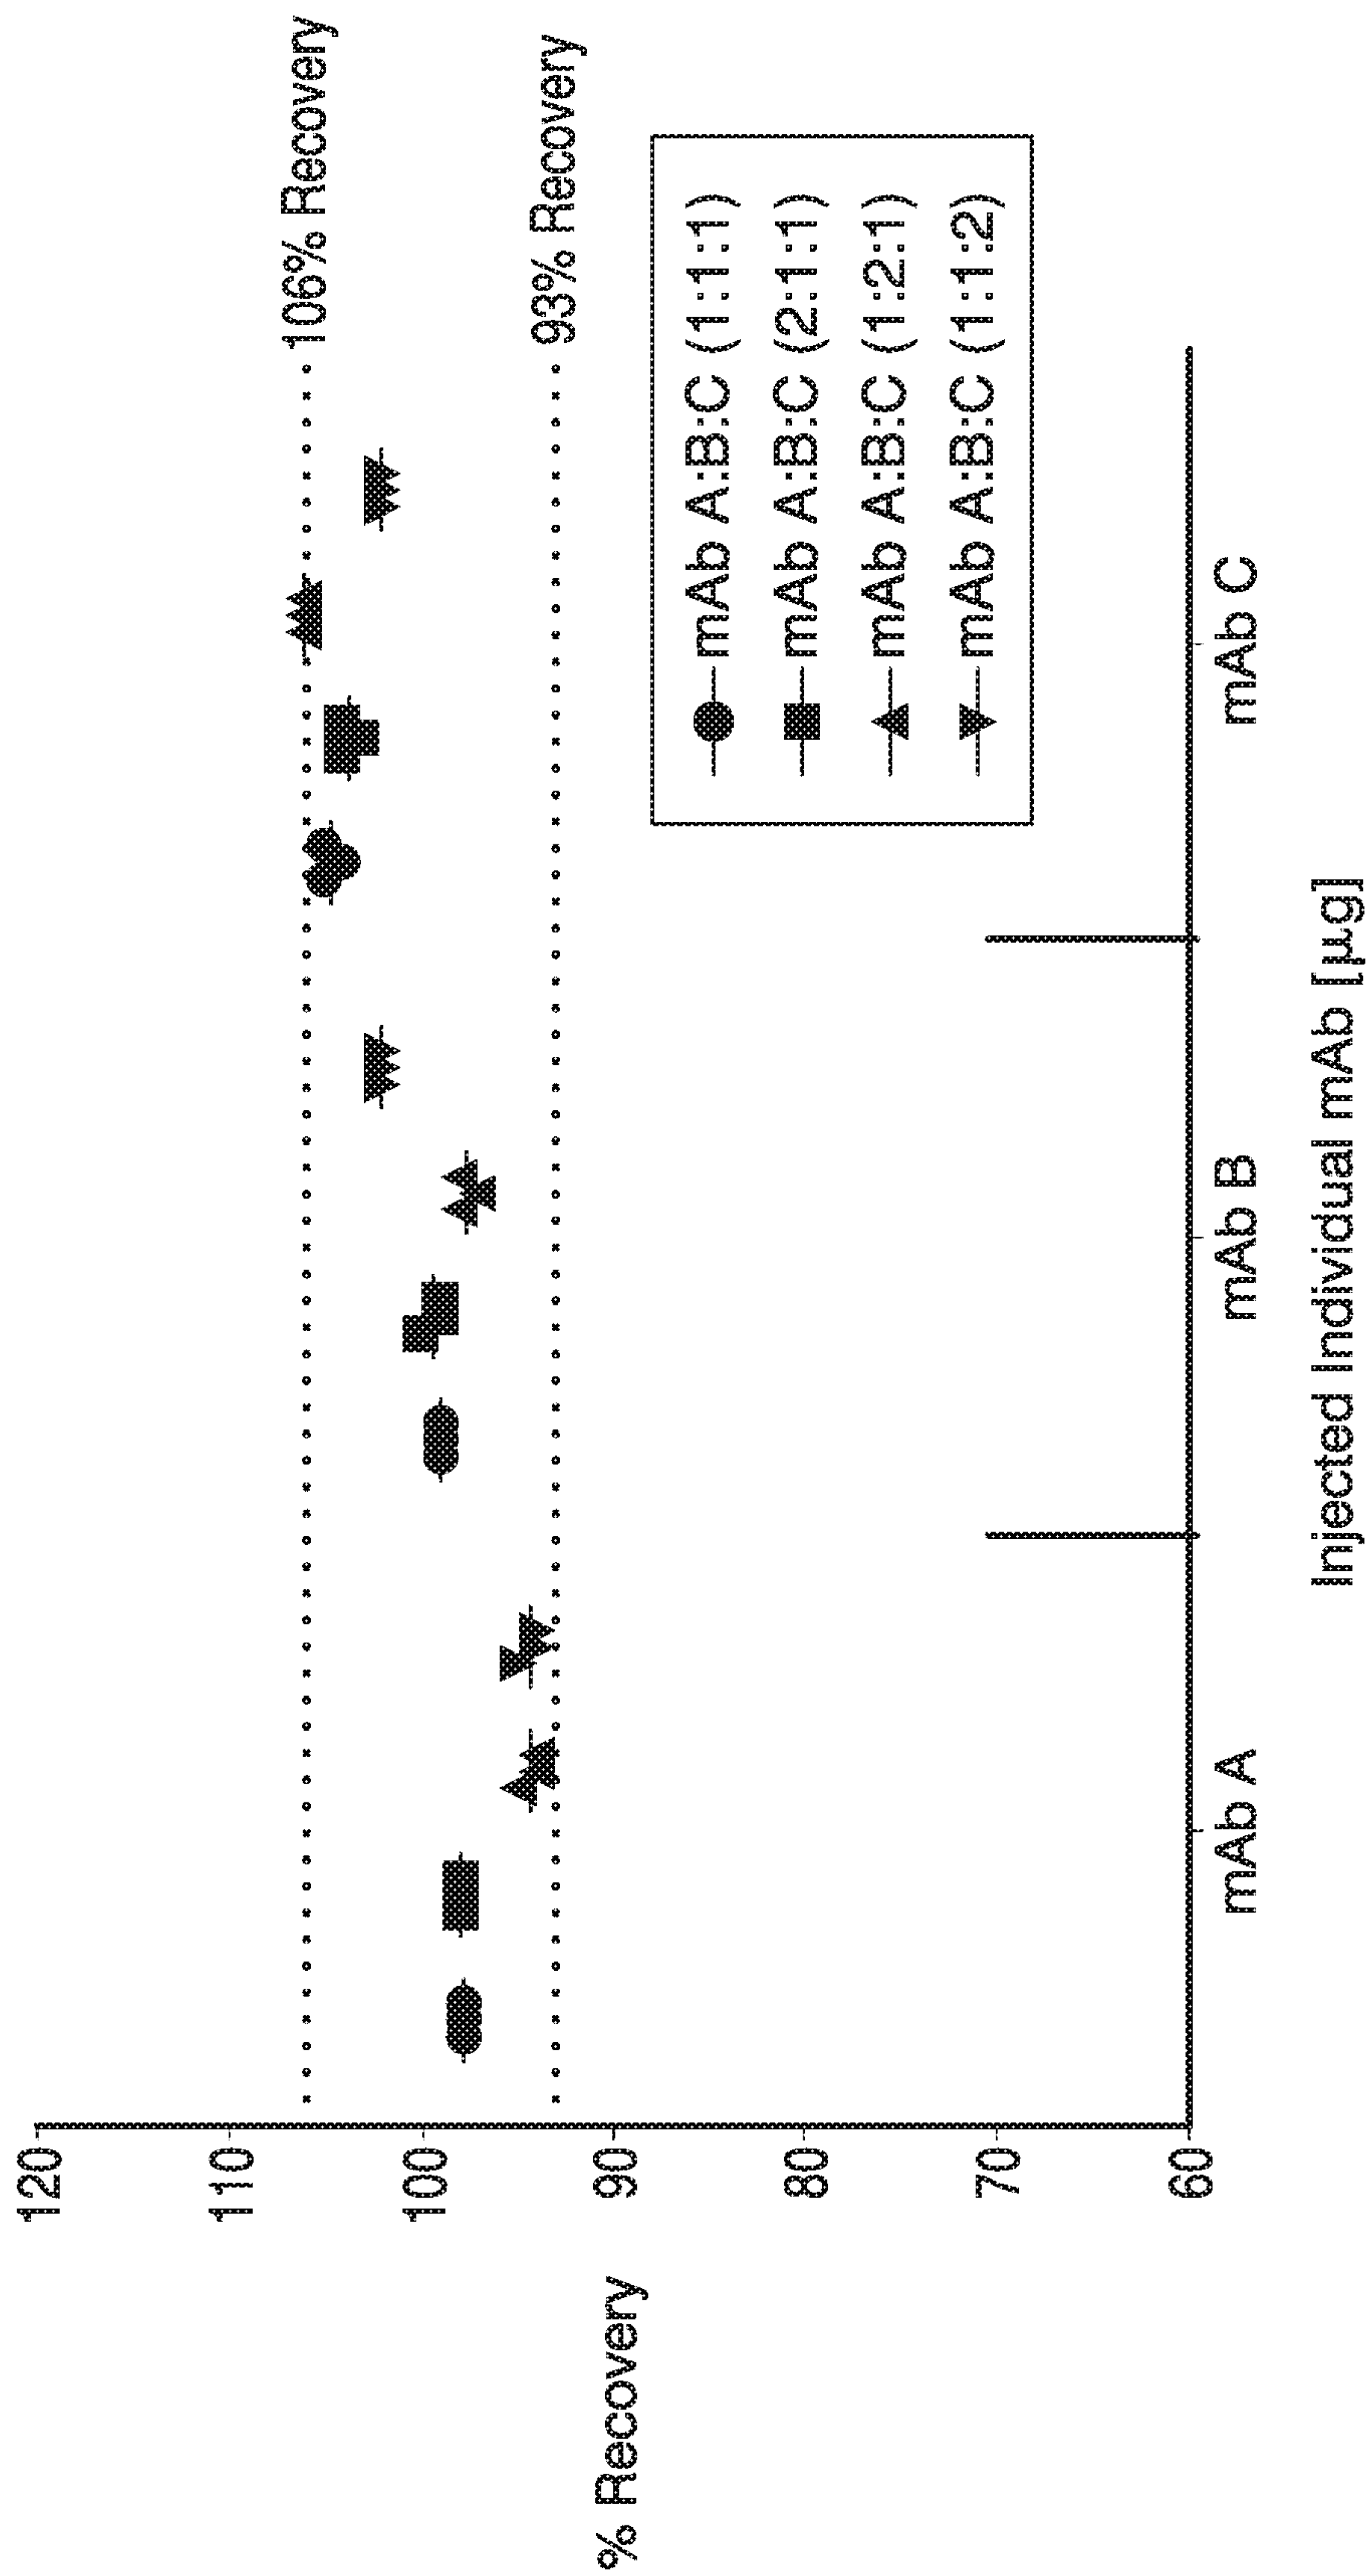 120
110
100
90
80
70
60
% Recovery
106% Recovery
93% Recovery
mAb A:B:C (1:1:1)
mAb A:B:C (2:1:1)
mAb A:B:C (1:2:1)
mAb A:B:C (1:1:2)
mAb A
mAb B
mAb C
Injected Individual mAb [µg]